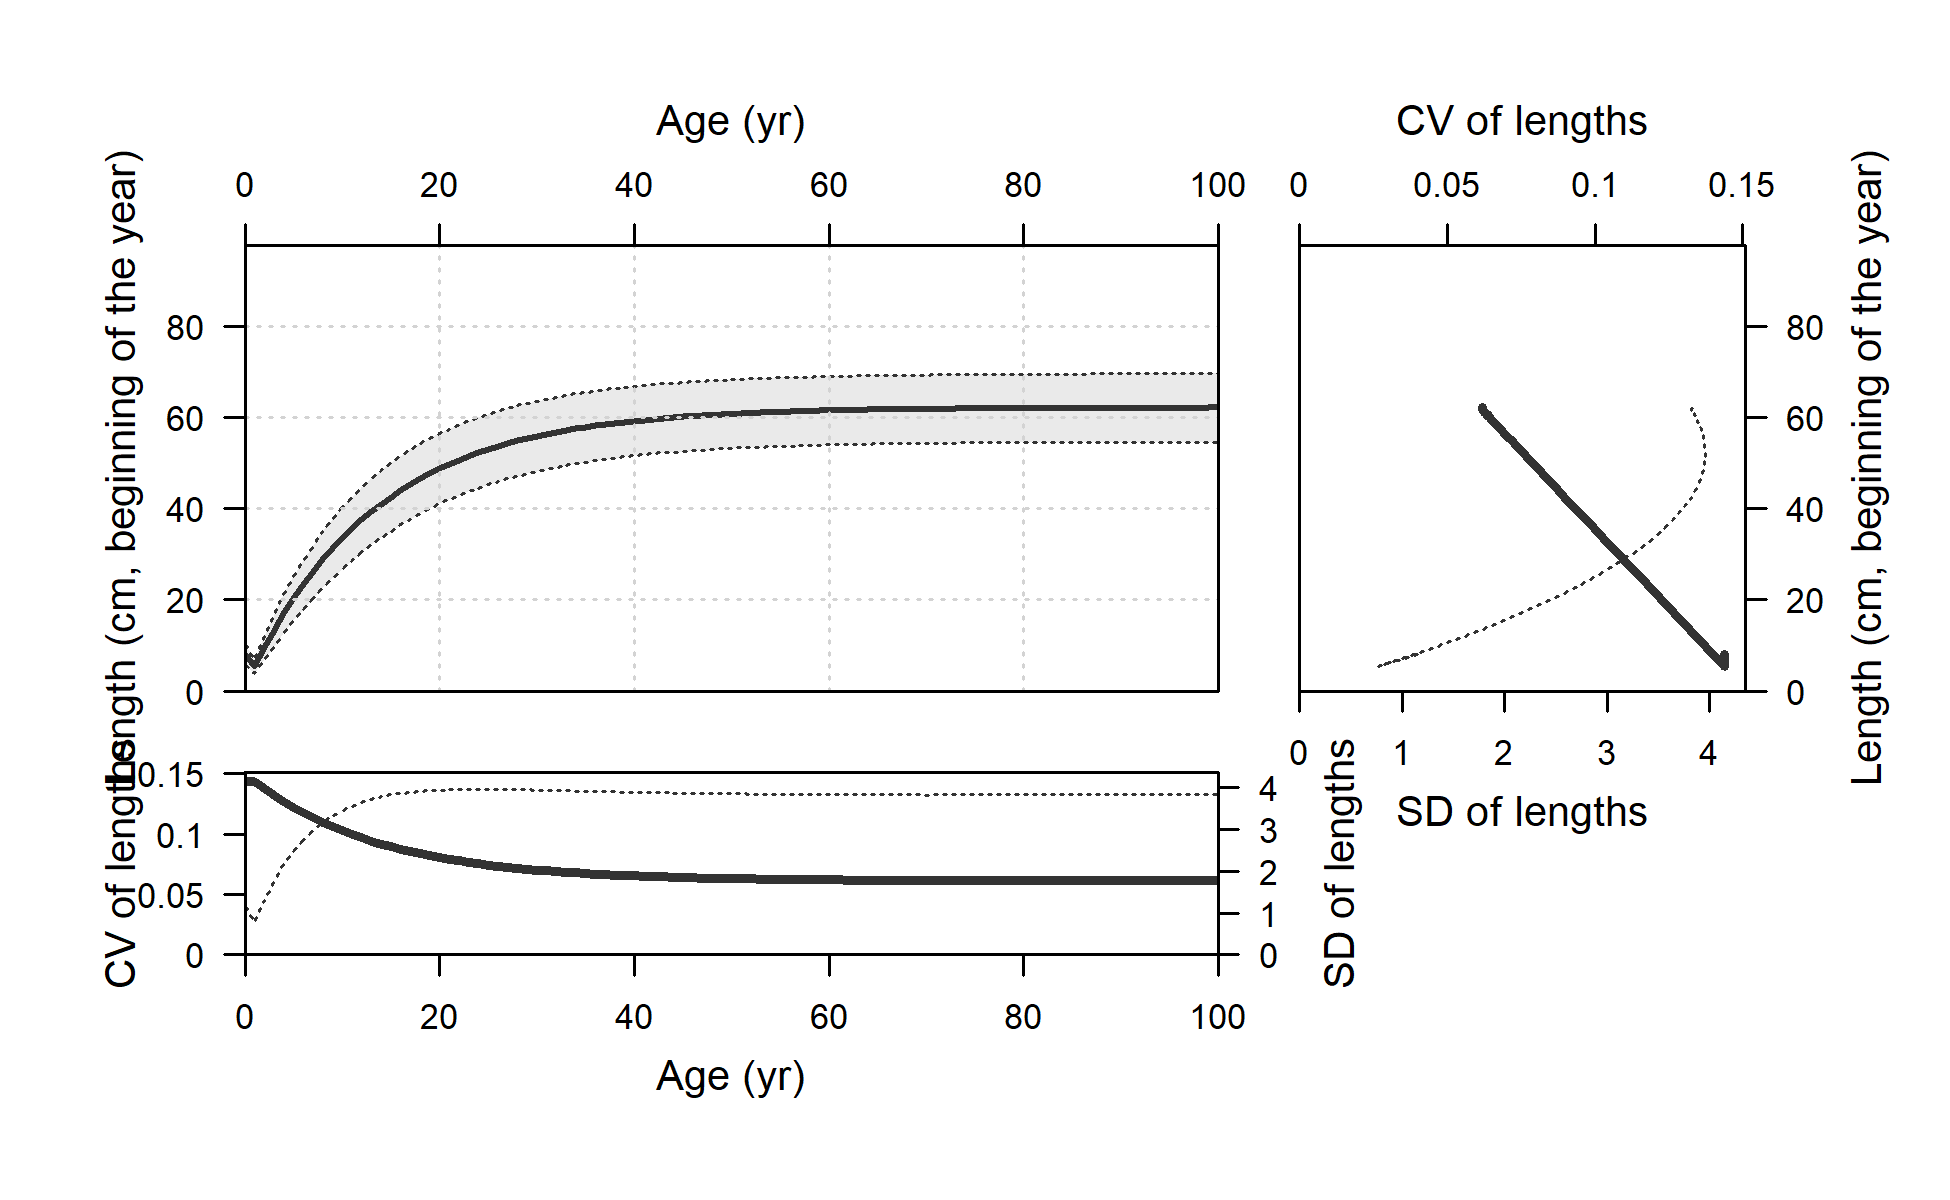 Age (yr)
CV of lengths
0 20 40 60 80 100
0 0.05 0.1 0.15
Length (cm, beginning of the year)
80
60
40
20
0
80
60
40
20
0
Length (cm, beginning of the year)
0 1 2 3 4
SD of lengths
CV of lengths
0.15
0.1
0.05
0
4
3
2
1
0
SD of lengths
0 20 40 60 80 100
Age (yr)